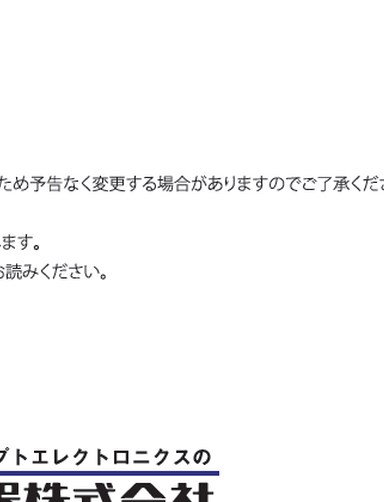 ため予告なく変更する場合がありますのでご了承くださ
ます。
お読みください。
プトエレクトロニクスの
株式会社